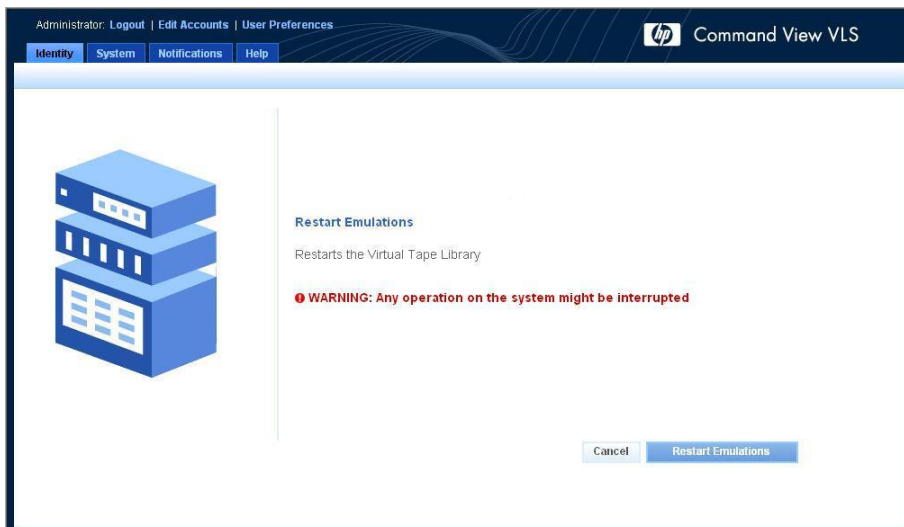 Administrator: Logout | Edit Accounts | User Preferences
hp Command View VLS
Identity System Notifications Help
Restart Emulations
Restarts the Virtual Tape Library
WARNING: Any operation on the system might be interrupted
Cancel Restart Emulations